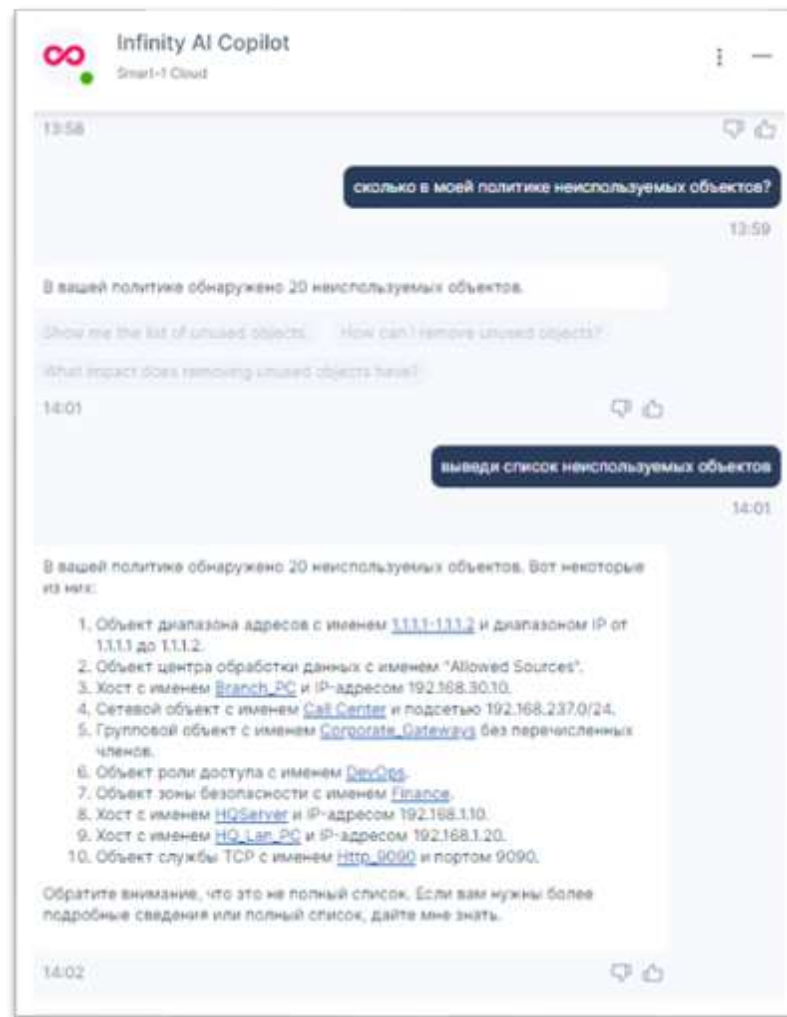 Infinity AI Copilot
Smart-1 Cloud
13:58
сколько в моей политике неиспользуемых объектов?
13:59
В вашей политике обнаружено 20 неиспользуемых объектов.
Show me the list of unused objects. How can I remove unused objects?
What impact does removing unused objects have?
14:01
выведи список неиспользуемых объектов
14:01
В вашей политике обнаружено 20 неиспользуемых объектов. Вот некоторые
из них:
1. Объект диапазона адресов с именем 1.1.1.1-1.1.1.2 и диапазоном IP от
1.1.1.1 до 1.1.1.2.
2. Объект центра обработки данных с именем "Allowed Sources".
3. Хост с именем Branch_PC и IP-адресом 192.168.30.10.
4. Сетевой объект с именем Call Center и подсетью 192.168.237.0/24.
5. Групповой объект с именем Corporate_Gateways без перечисленных
членов.
6. Объект роли доступа с именем DevOps.
7. Объект зоны безопасности с именем Finance.
8. Хост с именем HQServer и IP-адресом 192.168.1.10.
9. Хост с именем HQ_Lan_PC и IP-адресом 192.168.1.20.
10. Объект службы TCP с именем Http_9090 и портом 9090.
Обратите внимание, что это не полный список. Если вам нужны более
подробные сведения или полный список, дайте мне знать.
14:02